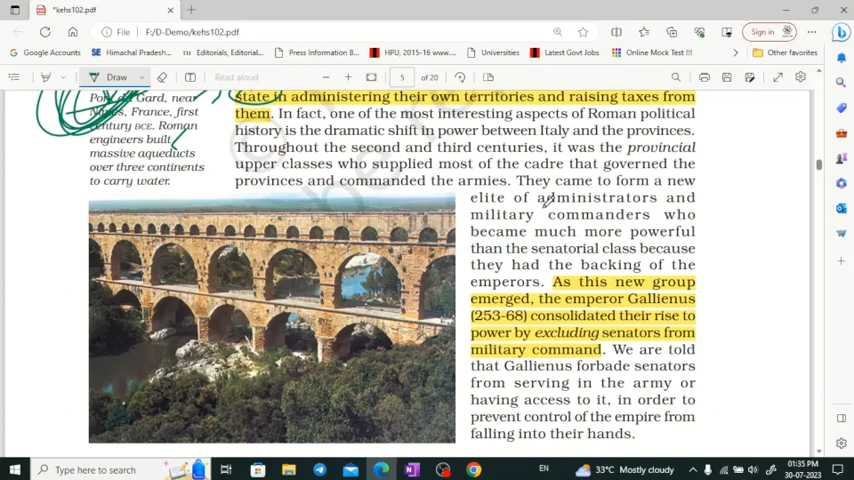 *kehs102.pdf
File
D:/F-D-Demo/kehs102.pdf
Sign in
Google Accounts
Himachal Pradesh_
Editorials, Editorial...
Press Information B...
HPU, 2015-16 www....
Universities
Latest Govt Jobs
Online Mock Test !!!
Other favorites
Draw
Read aloud
5
of 20
Pont du Gard, near
Nimes, France, first
century BCE. Roman
engineers built
massive aqueducts
over three continents
to carry water.
State in administering their own territories and raising taxes from
them. In fact, one of the most interesting aspects of Roman political
history is the dramatic shift in power between Italy and the provinces.
Throughout the second and third centuries, it was the provincial
upper classes who supplied most of the cadre that governed the
provinces and commanded the armies. They came to form a new
elite of administrators and
military commanders who
became much more powerful
than the senatorial class because
they had the backing of the
emperors. As this new group
emerged, the emperor Gallienus
(253-68) consolidated their rise to
power by excluding senators from
military command. We are told
that Gallienus forbade senators
from serving in the army or
having access to it, in order to
prevent control of the empire from
falling into their hands.
Type here to search
EN
33°C Mostly cloudy
01:35 PM
30-07-2023